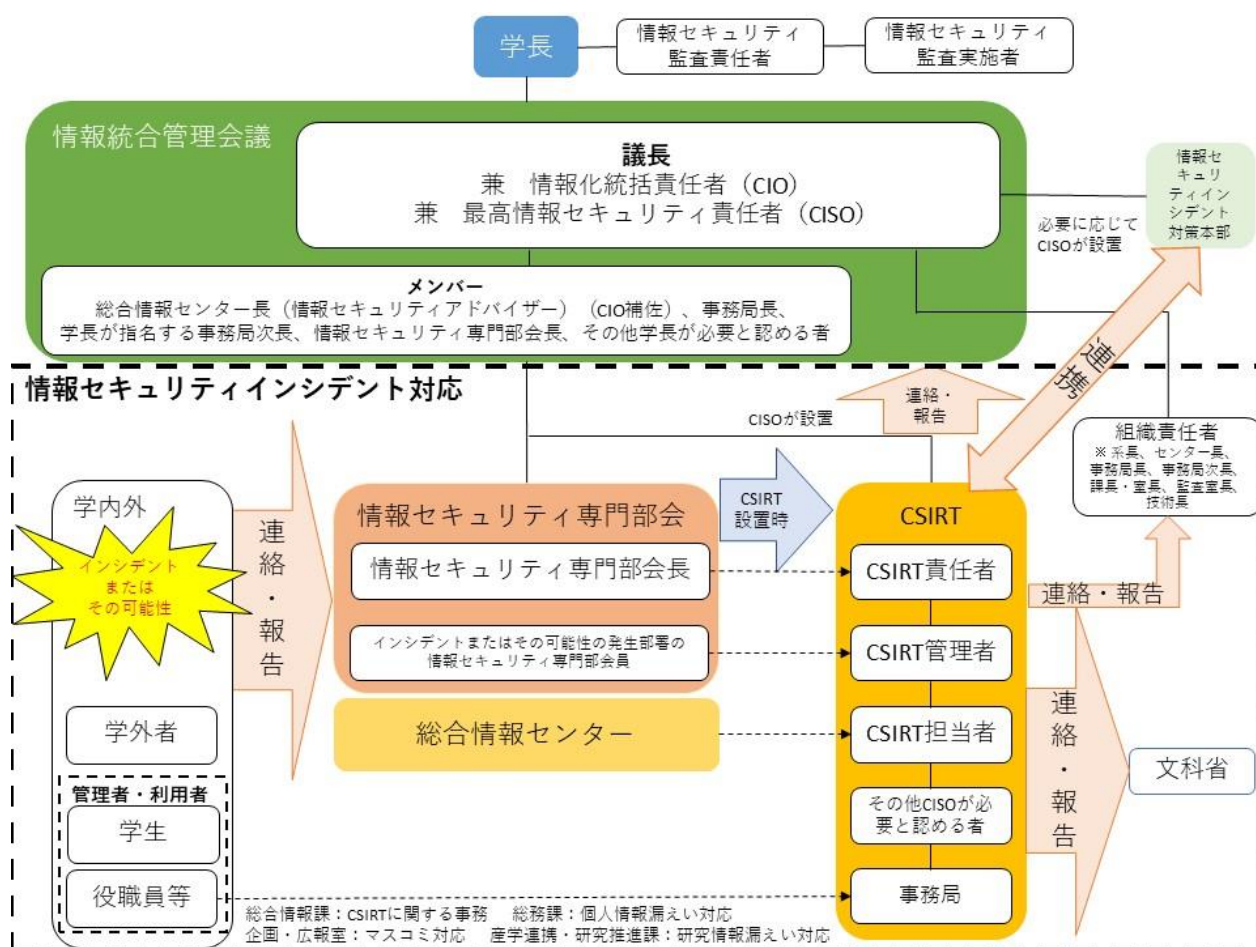 学長
情報セキュリティ
監査責任者
情報セキュリティ
監査実施者
情報統合管理会議
議長
兼　情報化統括責任者（CIO）
兼　最高情報セキュリティ責任者（CISO）
情報セ
キュリ
ティイン
シデント
対策本部
必要に応じて
CISOが設置
メンバー
総合情報センター長（情報セキュリティアドバイザー）（CIO補佐）、事務局長、
学長が指名する事務局次長、情報セキュリティ専門部会長、その他学長が必要と認める者
連携
情報セキュリティインシデント対応
CISOが設置
連絡・
報告
組織責任者
※系長、センター長、
事務局長、事務局次長、
課長・室長、監査室長、
技術長
学内外
インシデント
または
その可能性
連絡・報告
情報セキュリティ専門部会
情報セキュリティ専門部会長
インシデントまたはその可能性の発生部署の
情報セキュリティ専門部会員
総合情報センター
CSIRT
設置時
CSIRT
CSIRT責任者
CSIRT管理者
CSIRT担当者
その他CISOが必
要と認める者
事務局
連絡・報告
連絡・報告
文科省
学外者
管理者・利用者
学生
役職員等
総合情報課：CSIRTに関する事務　総務課：個人情報漏えい対応
企画・広報室：マスコミ対応　産学連携・研究推進課：研究情報漏えい対応